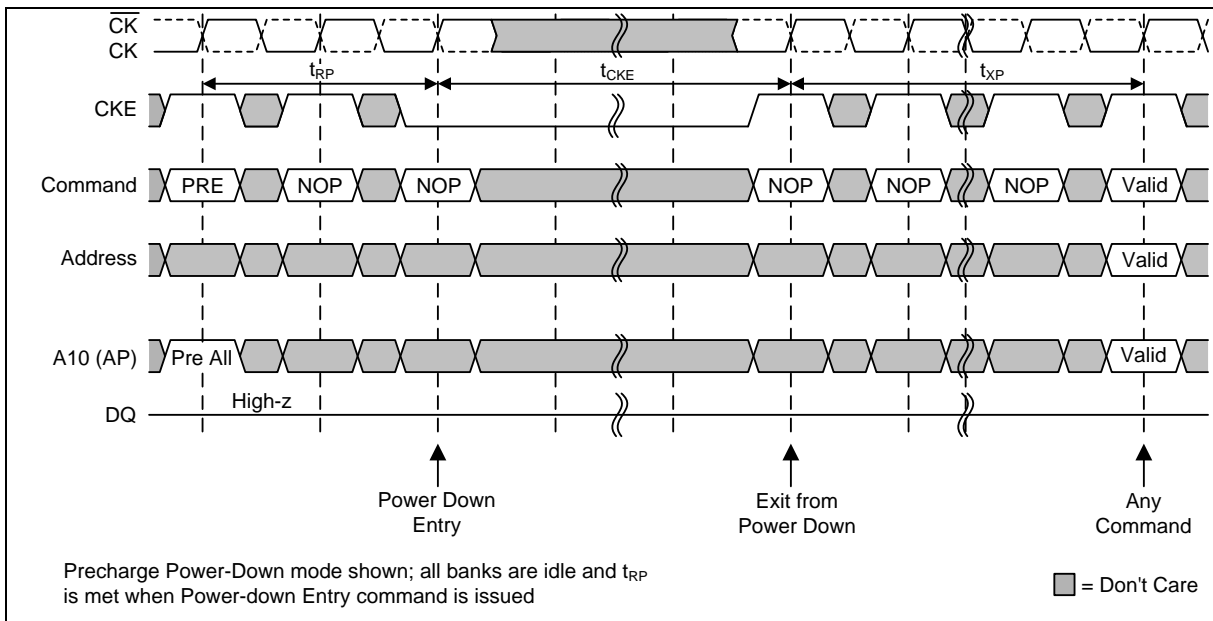 CK
CK
tRP
tCKE
tXP
CKE
Command
PRE
NOP
NOP
NOP
NOP
NOP
Valid
Address
Valid
A10 (AP)
Pre All
Valid
High-z
DQ
Power Down
Entry
Exit from
Power Down
Any
Command
Precharge Power-Down mode shown; all banks are idle and tRP
is met when Power-down Entry command is issued
= Don't Care